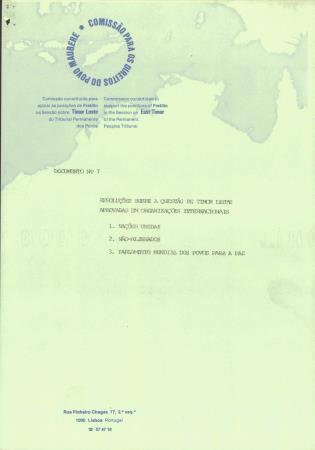 COMISSÃO PARA OS DIREITOS DO POVO MAUBERE
Comissão constituída para
apoiar as posições da Fretilin
na Sessão sobre Timor Leste
do Tribunal Permanente
dos Povos
Commission constituted to
support the positions of Fretilin
in the Session on East Timor
of the Permanent
Peoples Tribunal
DOCUMENTO Nº 7
RESOLUÇÕES SOBRE A QUESTÃO DE TIMOR LESTE
APROVADAS EM ORGANIZAÇÕES INTERNACIONAIS
1. NAÇÕES UNIDAS
2. NÃO-ALINHADOS
3. PARLAMENTO MUNDIAL DOS POVOS PARA A PAZ
Rua Pinheiro Chagas 77, 2.º esq.º
1000 Lisboa Portugal
☎ 57 47 18